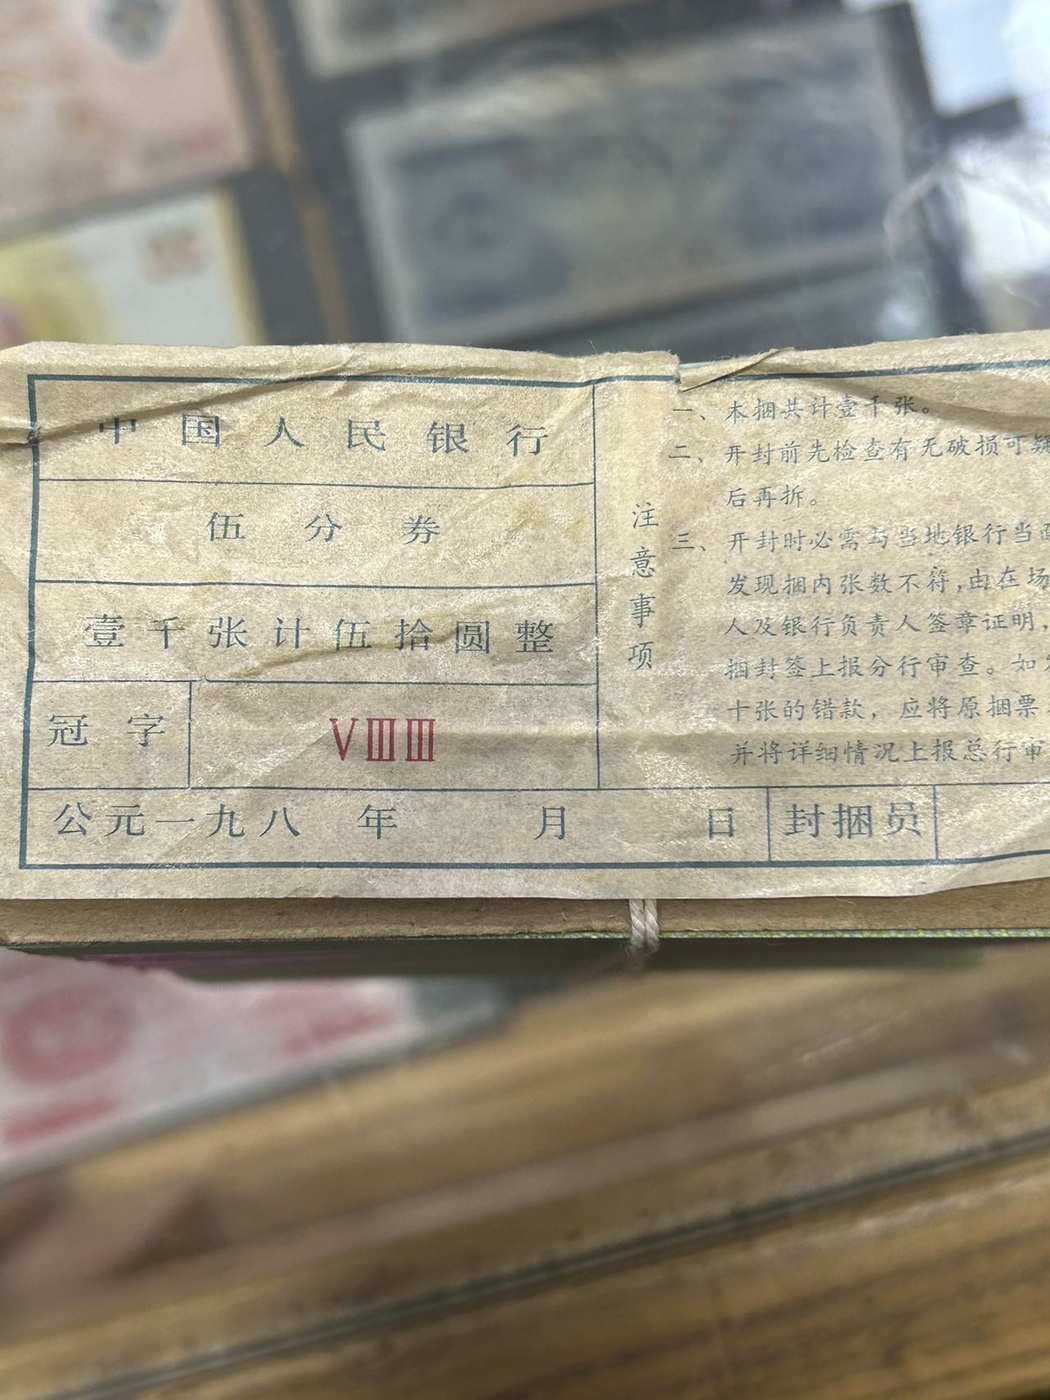 中国人民银行
伍分券
壹千张计伍拾圆整
冠字
ⅤⅢⅢ
公元一九八 年 月 日
封捆员
注意事项
一、本捆共计壹千张。
二、开封前先检查有无破损可疑
后再拆。
三、开封时必需与当地银行当面
发现捆内张数不符,由在场
人及银行负责人签章证明,
捆封签上报分行审查。如
十张的错款，应将原捆票
并将详细情况上报总行审